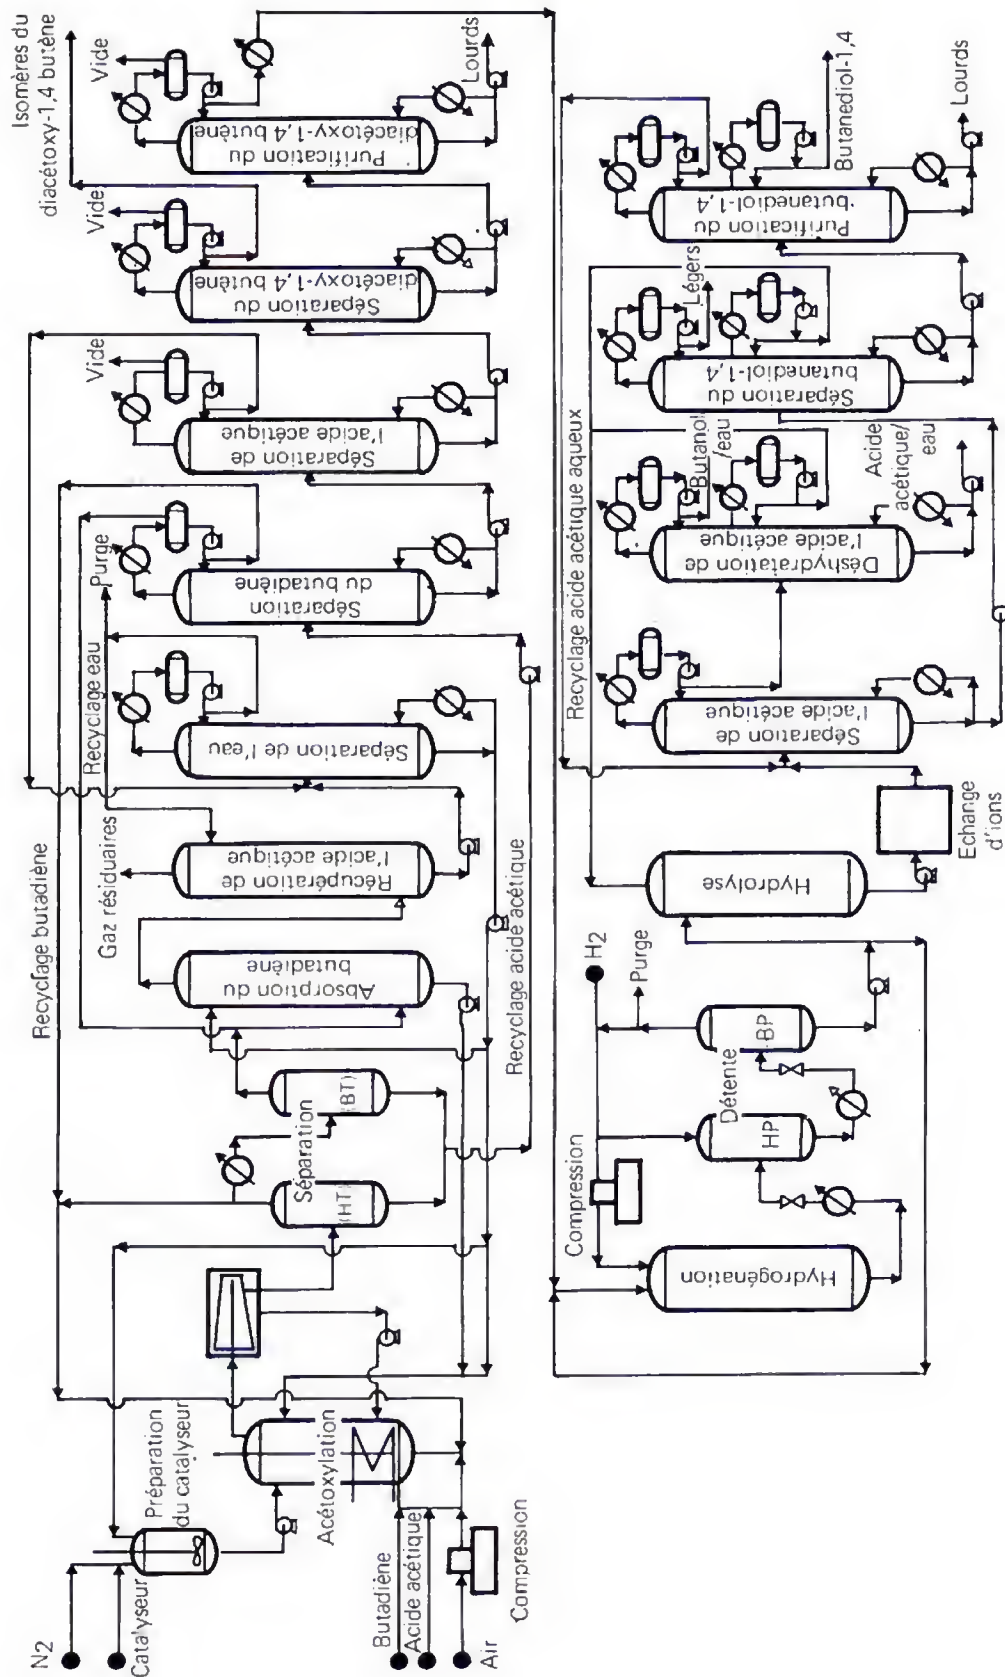 N2
Catalyseur
Préparation
du catalyseur
Butadiène
Acide acétique
Air
Compression
Acétoxylation
Séparation
(HT)
(BT)
Recyclage butadiène
Absorption du
butadiène
Gaz résiduaires
Récupération de
l'acide acétique
Recyclage acide acétique
Recyclage eau
Purge
Séparation de l'eau
Séparation
du butadiène
Vide
Séparation de
l'acide acétique
Vide
Séparation du
diacétoxy-1,4 butène
Isomères du
diacétoxy-1,4 butène
Vide
Purification du
diacétoxy-1,4 butène
Lourds
Hydrogénation
Compression
H2
Purge
Détente
HP
BP
Hydrolyse
Echange
d'ions
Recyclage acide acétique aqueux
Séparation de
l'acide acétique
Déshydratation de
l'acide acétique
Butanol
/eau
Acide
acétique/
eau
Séparation du
butanediol-1,4
Légers
Purification du
butanediol-1,4
Butanediol-1,4
Lourds